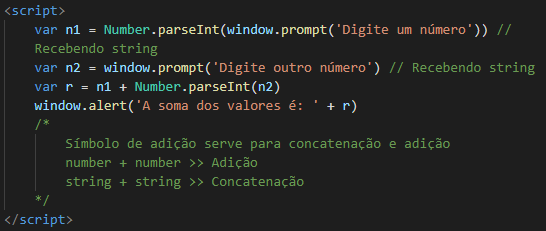 <script>
var n1 = Number.parseInt(window.prompt('Digite um número')) //
Recebendo string
var n2 = window.prompt('Digite outro número') // Recebendo string
var r = n1 + Number.parseInt(n2)
window.alert('A soma dos valores é: ' + r)
/*
Símbolo de adição serve para concatenação e adição
number + number >> Adição
string + string >> Concatenação
*/
</script>